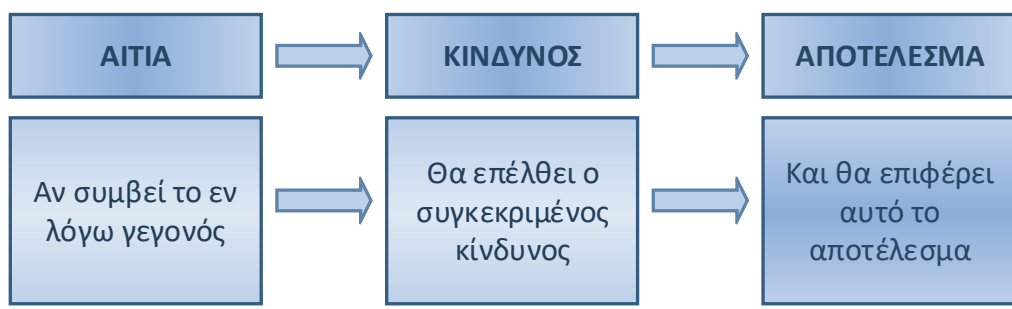 ΑΙΤΙΑ
ΚΙΝΔΥΝΟΣ
ΑΠΟΤΕΛΕΣΜΑ
Αν συμβεί το εν
λόγω γεγονός
Θα επέλθει ο
συγκεκριμένος
κίνδυνος
Και θα επιφέρει
αυτό το
αποτέλεσμα